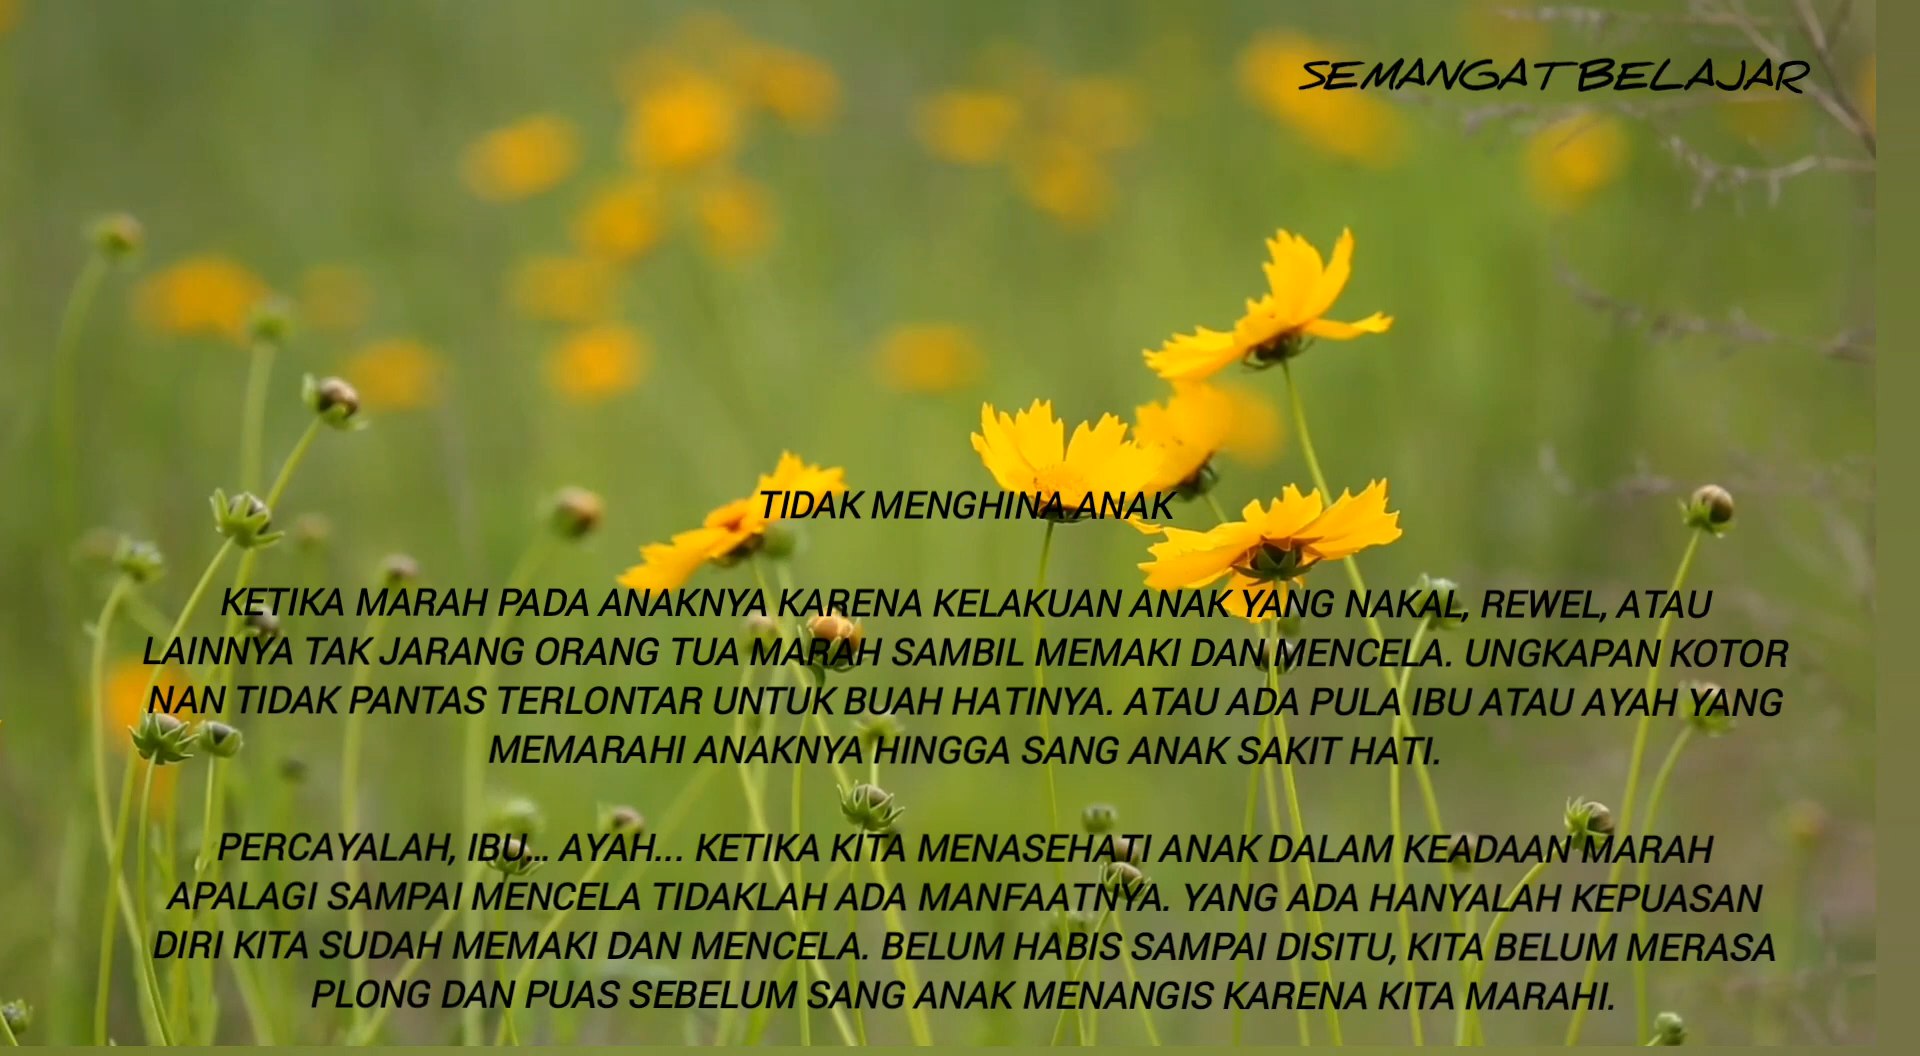 SEMANGAT BELAJAR
TIDAK MENGHINA ANAK
KETIKA MARAH PADA ANAKNYA KARENA KELAKUAN ANAK YANG NAKAL, REWEL, ATAU
LAINNYA TAK JARANG ORANG TUA MARAH SAMBIL MEMAKI DAN MENCELA. UNGKAPAN KOTOR
NAN TIDAK PANTAS TERLONTAR UNTUK BUAH HATINYA. ATAU ADA PULA IBU ATAU AYAH YANG
MEMARAHI ANAKNYA HINGGA SANG ANAK SAKIT HATI.
PERCAYALAH, IBU... AYAH... KETIKA KITA MENASEHATI ANAK DALAM KEADAAN MARAH
APALAGI SAMPAI MENCELA TIDAKLAH ADA MANFAATNYA. YANG ADA HANYALAH KEPUASAN
DIRI KITA SUDAH MEMAKI DAN MENCELA. BELUM HABIS SAMPAI DISITU, KITA BELUM MERASA
PLONG DAN PUAS SEBELUM SANG ANAK MENANGIS KARENA KITA MARAHI.